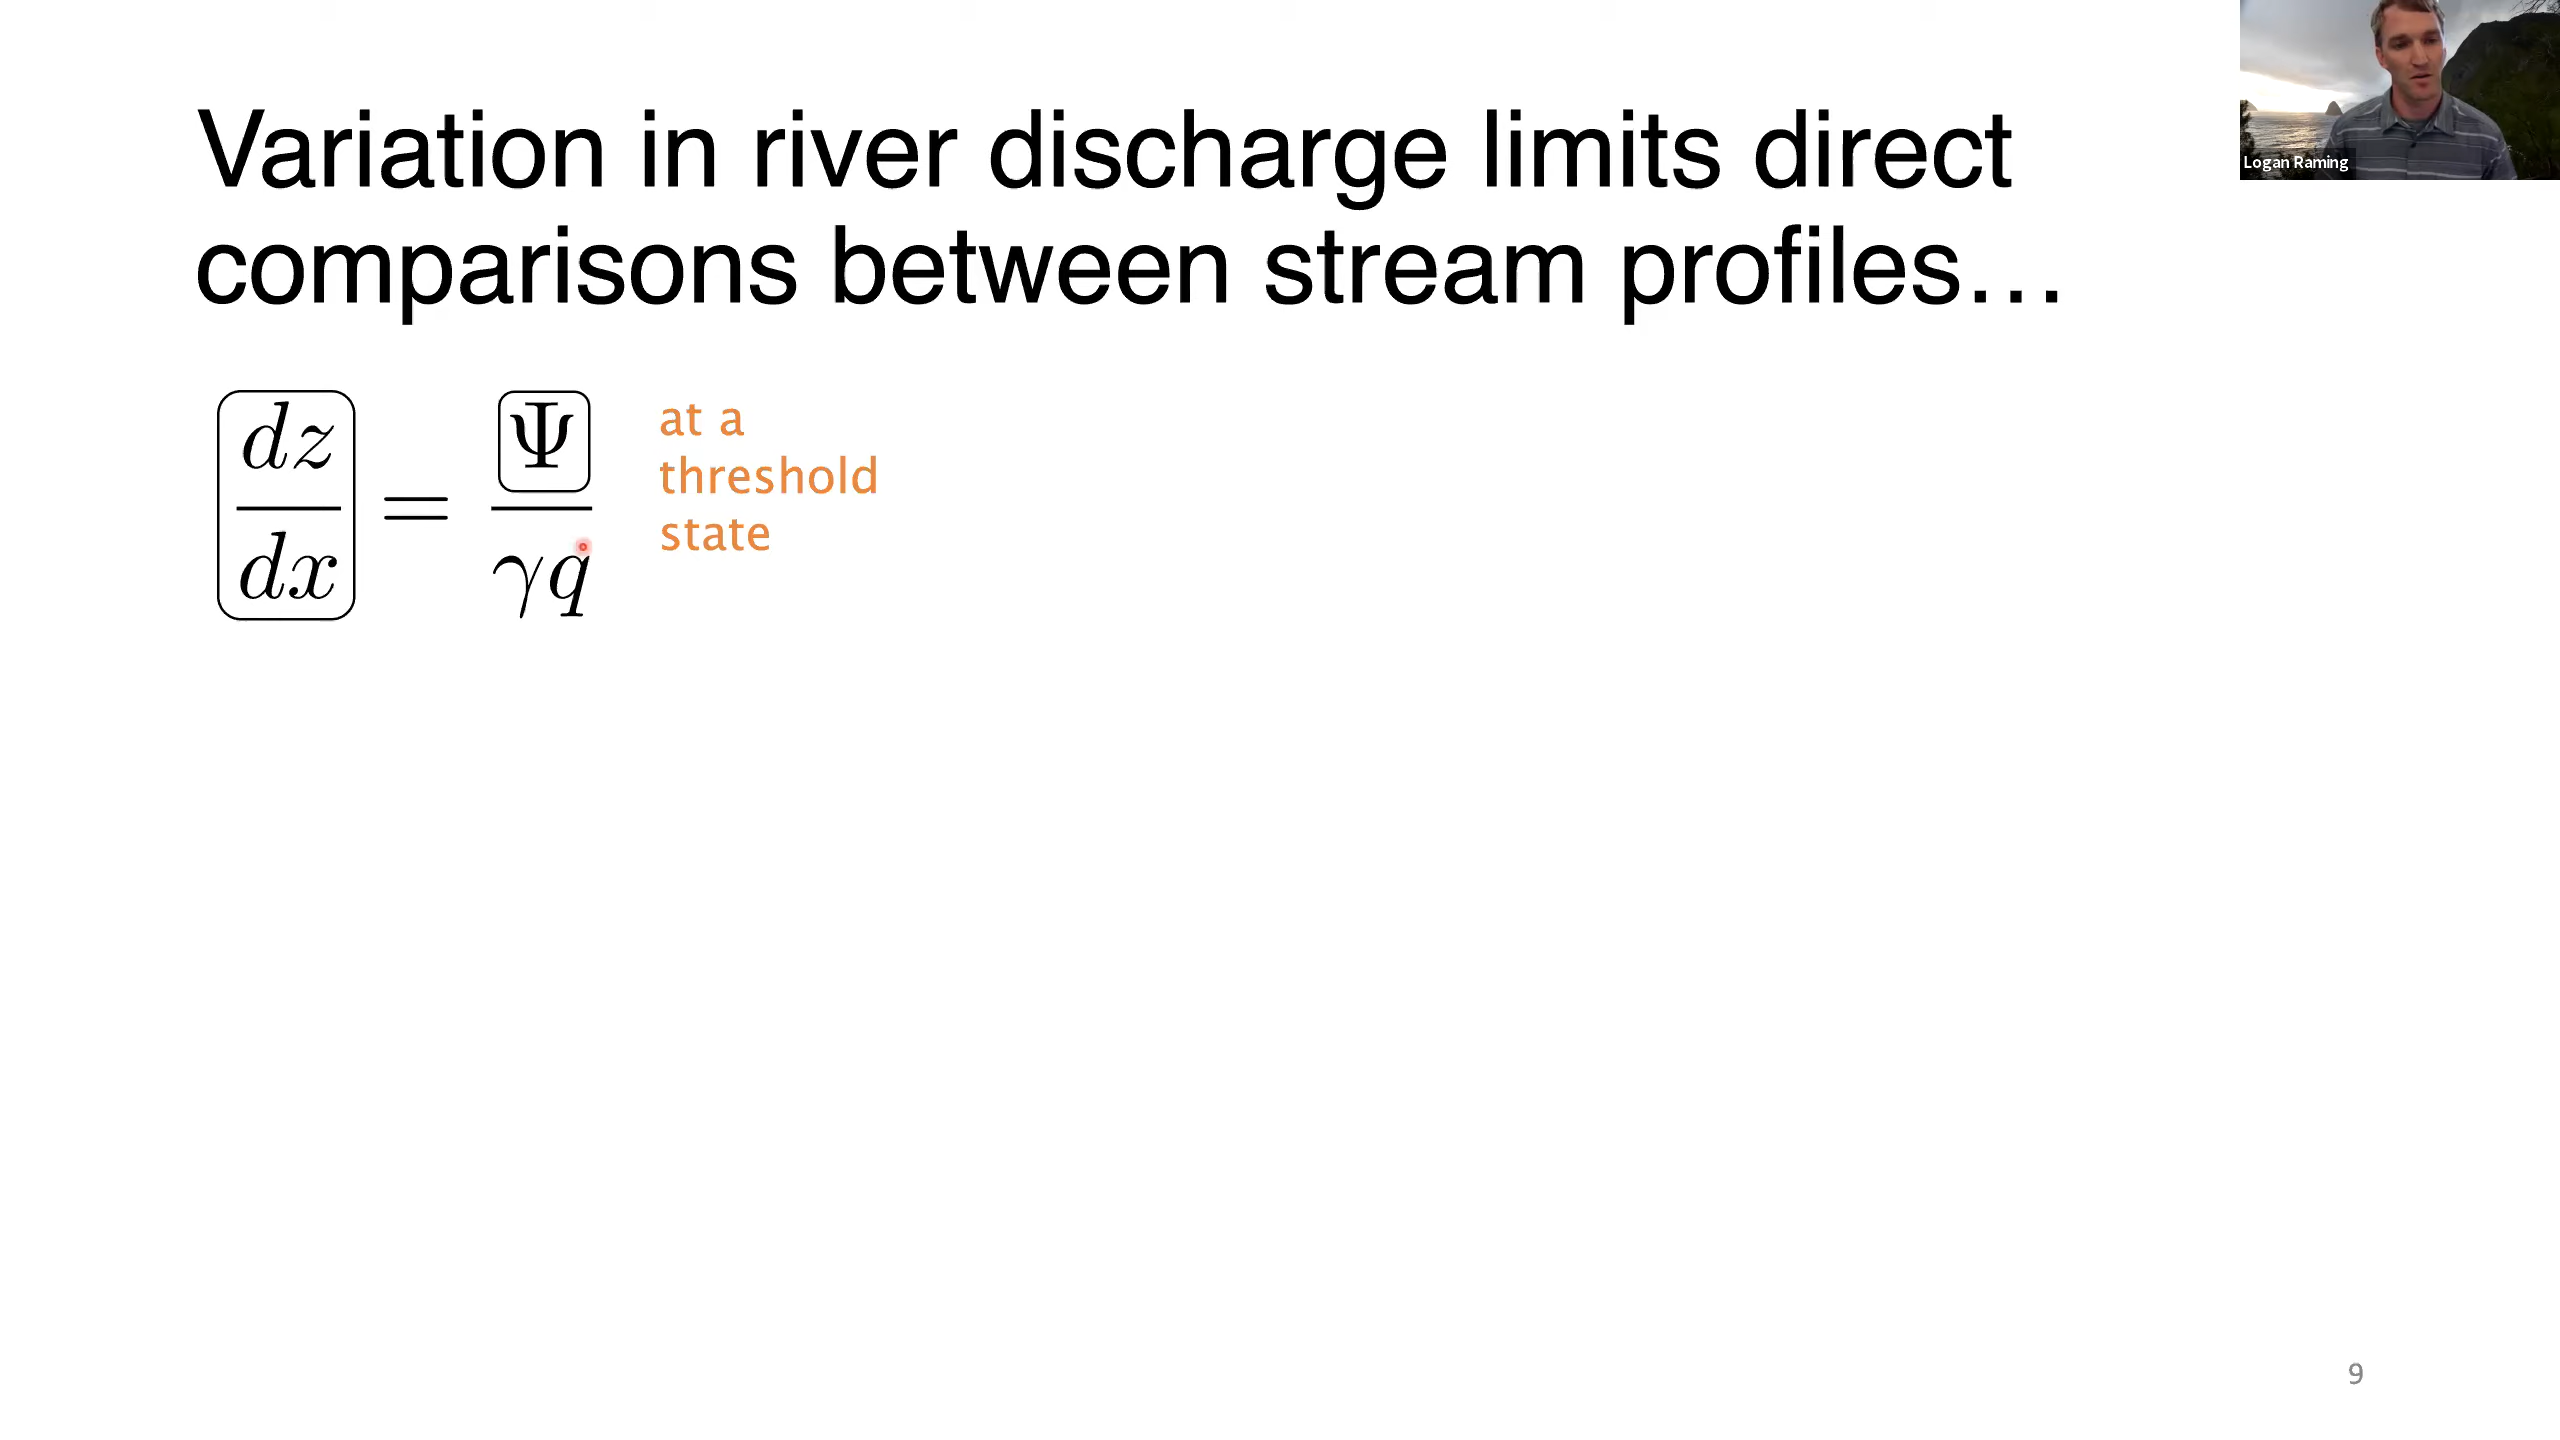 Logan Raming
Variation in river discharge limits direct
comparisons between stream profiles…
dz/dx = Ψ/γq
at a
threshold
state
9